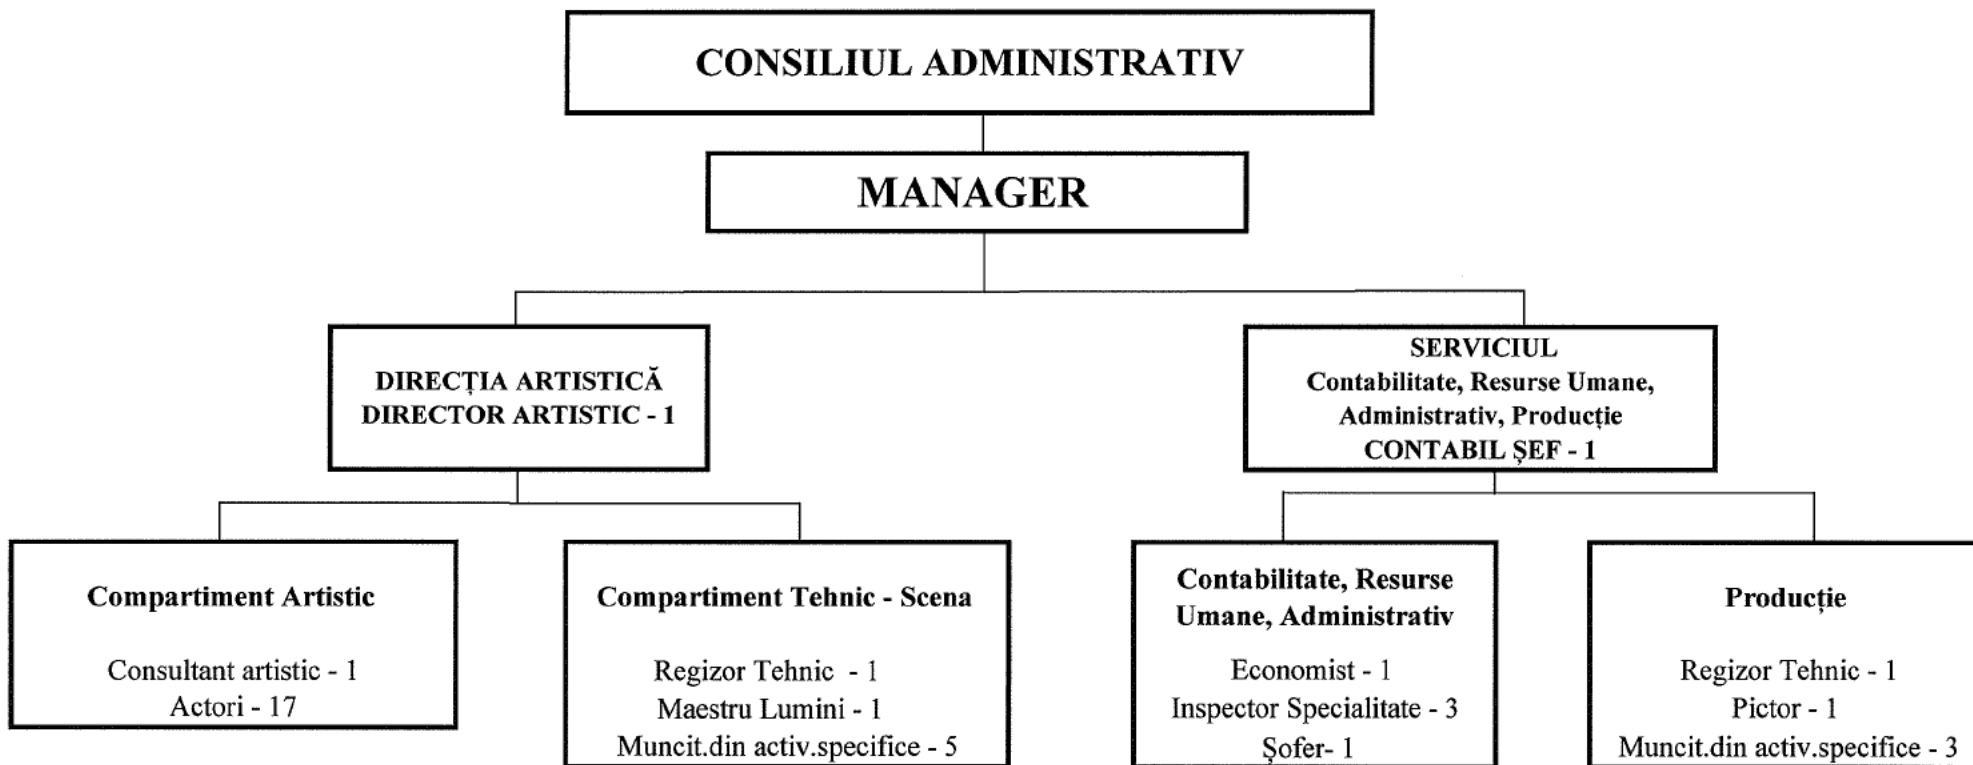 CONSILIUL ADMINISTRATIV
MANAGER
DIRECȚIA ARTISTICĂ
DIRECTOR ARTISTIC - 1
SERVICIUL
Contabilitate, Resurse Umane,
Administrativ, Producție
CONTABIL ȘEF - 1
Compartiment Artistic
Consultant artistic - 1
Actori - 17
Compartiment Tehnic - Scena
Regizor Tehnic - 1
Maestru Lumini - 1
Muncit.din activ.specifice - 5
Contabilitate, Resurse
Umane, Administrativ
Economist - 1
Inspector Specialitate - 3
Șofer- 1
Producție
Regizor Tehnic - 1
Pictor - 1
Muncit.din activ.specifice - 3